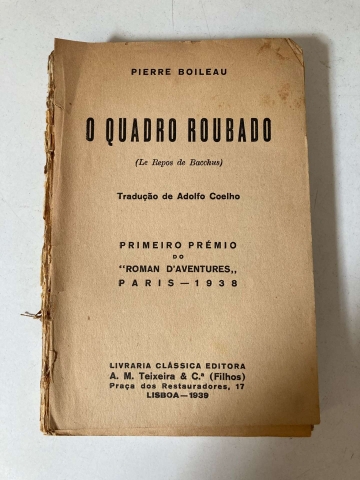 PIERRE BOILEAU
O QUADRO ROUBADO
(Le Repos de Bacchus)
Tradução de Adolfo Coelho
PRIMEIRO PRÉMIO
DO
"ROMAN D'AVENTURES,,
PARIS — 1938
LIVRARIA CLÁSSICA EDITORA
A. M. Teixeira & C.ª (Filhos)
Praça dos Restauradores, 17
LISBOA—1939